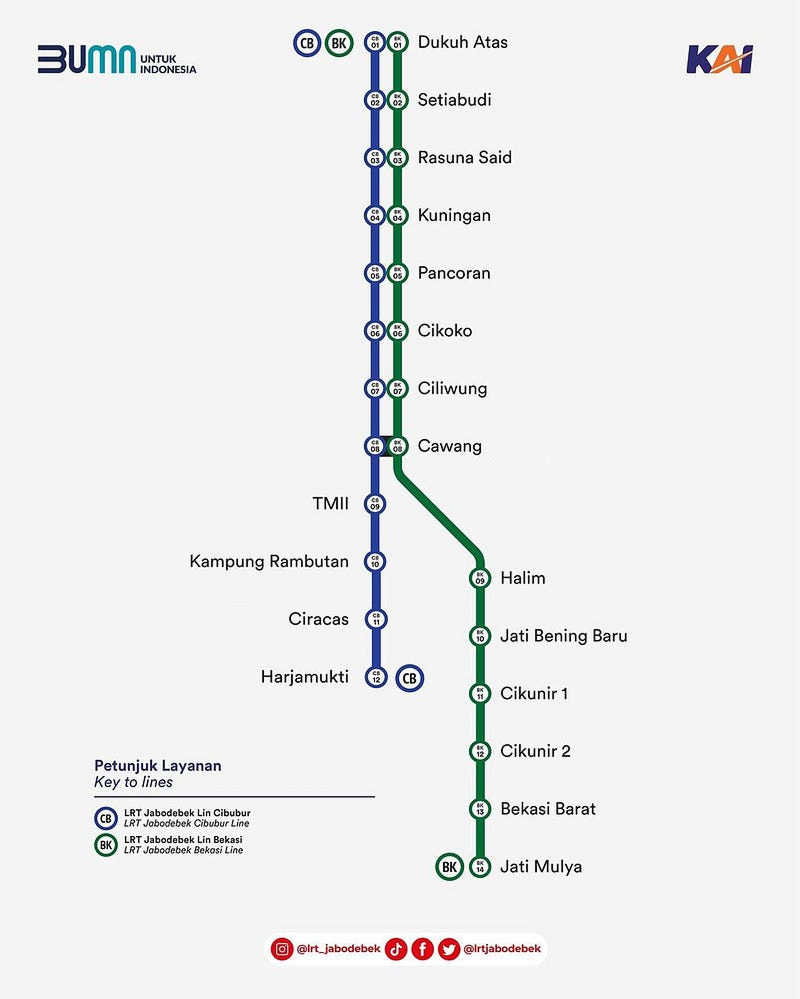 BUMN UNTUK
INDONESIA
KAI
CB BK CB 01 BK 01 Dukuh Atas
CB 02 BK 02 Setiabudi
CB 03 BK 03 Rasuna Said
CB 04 BK 04 Kuningan
CB 05 BK 05 Pancoran
CB 06 BK 06 Cikoko
CB 07 BK 07 Ciliwung
CB 08 BK 08 Cawang
TMII CB 09
Kampung Rambutan CB 10
BK 09 Halim
Ciracas CB 11
BK 10 Jati Bening Baru
Harjamukti CB 12 CB
BK 11 Cikunir 1
BK 12 Cikunir 2
BK 13 Bekasi Barat
BK BK 14 Jati Mulya
Petunjuk Layanan
Key to lines
CB LRT Jabodebek Lin Cibubur
LRT Jabodebek Cibubur Line
BK LRT Jabodebek Lin Bekasi
LRT Jabodebek Bekasi Line
@lrt_jabodebek @lrtjabodebek